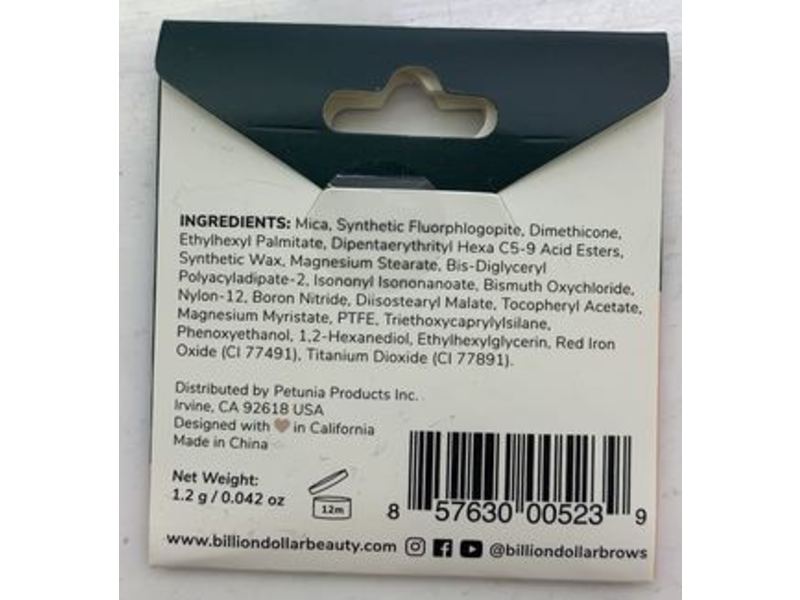 INGREDIENTS: Mica, Synthetic Fluorphlogopite, Dimethicone,
Ethylhexyl Palmitate, Dipentaerythrityl Hexa C5-9 Acid Esters,
Synthetic Wax, Magnesium Stearate, Bis-Diglyceryl
Polyacyladipate-2, Isononyl Isononanoate, Bismuth Oxychloride,
Nylon-12, Boron Nitride, Diisostearyl Malate, Tocopheryl Acetate,
Magnesium Myristate, PTFE, Triethoxycaprylylsilane,
Phenoxyethanol, 1,2-Hexanediol, Ethylhexylglycerin, Red Iron
Oxide (CI 77491), Titanium Dioxide (CI 77891).
Distributed by Petunia Products Inc.
Irvine, CA 92618 USA
Designed with 🤎 in California
Made in China
Net Weight:
1.2 g / 0.042 oz
12m
8 57630 00523 9
www.billiondollarbeauty.com @billiondollarbrows